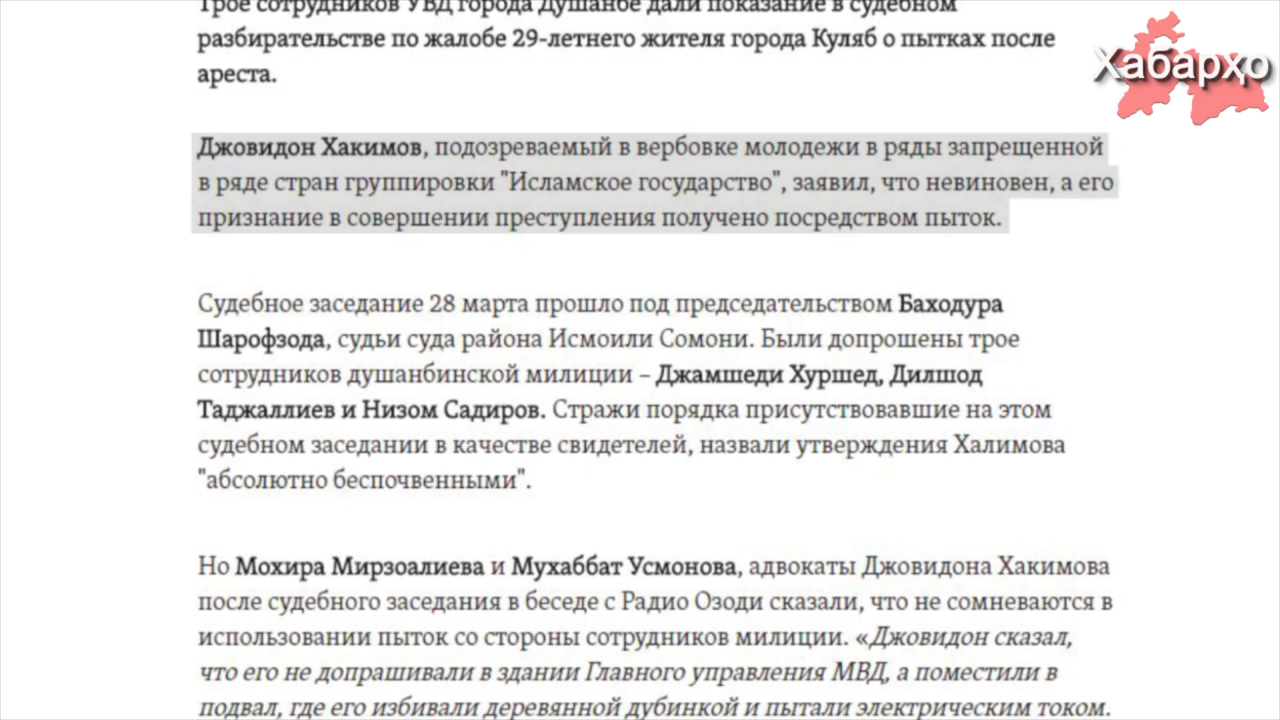 Трое сотрудников УВД города Душанбе дали показание в судебном
разбирательстве по жалобе 29-летнего жителя города Куляб о пытках после
ареста.
Хабарҳо
Джовидон Хакимов, подозреваемый в вербовке молодежи в ряды запрещенной
в ряде стран группировки "Исламское государство", заявил, что невиновен, а его
признание в совершении преступления получено посредством пыток.
Судебное заседание 28 марта прошло под председательством Баходура
Шарофзода, судьи суда района Исмоили Сомони. Были допрошены трое
сотрудников душанбинской милиции – Джамшеди Хуршед, Дилшод
Таджаллиев и Низом Садиров. Стражи порядка присутствовавшие на этом
судебном заседании в качестве свидетелей, назвали утверждения Халимова
"абсолютно беспочвенными".
Но Мохира Мирзоалиева и Мухаббат Усмонова, адвокаты Джовидона Хакимова
после судебного заседания в беседе с Радио Озоди сказали, что не сомневаются в
использовании пыток со стороны сотрудников милиции. «Джовидон сказал,
что его не допрашивали в здании Главного управления МВД, а поместили в
подвал, где его избивали деревянной дубинкой и пытали электрическим током.